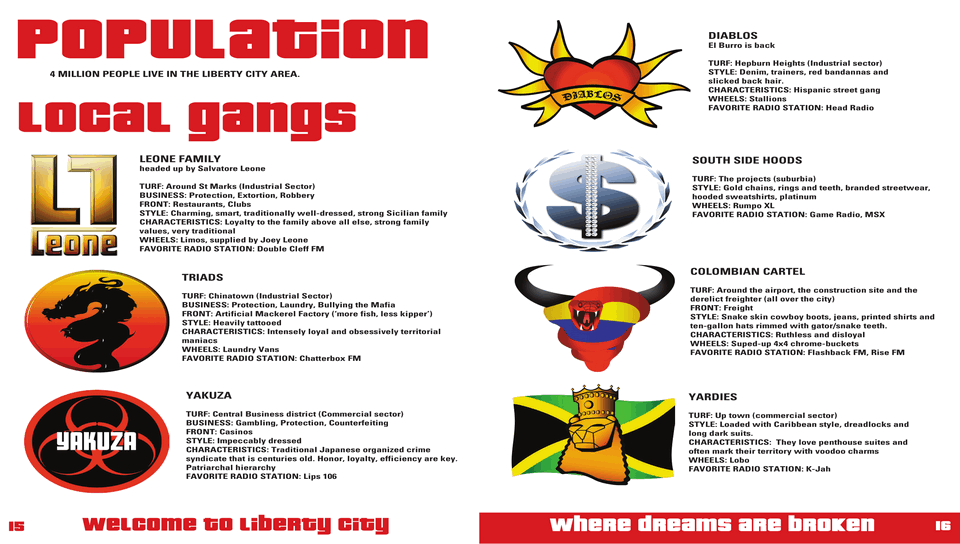 POPULATION
4 MILLION PEOPLE LIVE IN THE LIBERTY CITY AREA.
LOCAL GANGS
LT
Leone
LEONE FAMILY
headed up by Salvatore Leone
TURF: Around St Marks (Industrial Sector)
BUSINESS: Protection, Extortion, Robbery
FRONT: Restaurants, Clubs
STYLE: Charming, smart, traditionally well-dressed, strong Sicilian family
CHARACTERISTICS: Loyalty to the family above all else, strong family
values, very traditional
WHEELS: Limos, supplied by Joey Leone
FAVORITE RADIO STATION: Double Cleff FM
TRIADS
TURF: Chinatown (Industrial Sector)
BUSINESS: Protection, Laundry, Bullying the Mafia
FRONT: Artificial Mackerel Factory ('more fish, less kipper')
STYLE: Heavily tattooed
CHARACTERISTICS: Intensely loyal and obsessively territorial
maniacs
WHEELS: Laundry Vans
FAVORITE RADIO STATION: Chatterbox FM
YAKUZA
YAKUZA
TURF: Central Business district (Commercial sector)
BUSINESS: Gambling, Protection, Counterfeiting
FRONT: Casinos
STYLE: Impeccably dressed
CHARACTERISTICS: Traditional Japanese organized crime
syndicate that is centuries old. Honor, loyalty, efficiency are key.
Patriarchal hierarchy
FAVORITE RADIO STATION: Lips 106
15
WELCOME TO LIBERTY CITY
DIABLOS
DIABLOS
El Burro is back
TURF: Hepburn Heights (Industrial sector)
STYLE: Denim, trainers, red bandannas and
slicked back hair.
CHARACTERISTICS: Hispanic street gang
WHEELS: Stallions
FAVORITE RADIO STATION: Head Radio
$
SOUTH SIDE HOODS
TURF: The projects (suburbia)
STYLE: Gold chains, rings and teeth, branded streetwear,
hooded sweatshirts, platinum
WHEELS: Rumpo XL
FAVORITE RADIO STATION: Game Radio, MSX
COLOMBIAN CARTEL
TURF: Around the airport, the construction site and the
derelict freighter (all over the city)
FRONT: Freight
STYLE: Snake skin cowboy boots, jeans, printed shirts and
ten-gallon hats rimmed with gator/snake teeth.
CHARACTERISTICS: Ruthless and disloyal
WHEELS: Suped-up 4x4 chrome-buckets
FAVORITE RADIO STATION: Flashback FM, Rise FM
YARDIES
TURF: Up town (commercial sector)
STYLE: Loaded with Caribbean style, dreadlocks and
long dark suits.
CHARACTERISTICS: They love penthouse suites and
often mark their territory with voodoo charms
WHEELS: Lobo
FAVORITE RADIO STATION: K-Jah
WHERE DREAMS ARE BROKEN
16